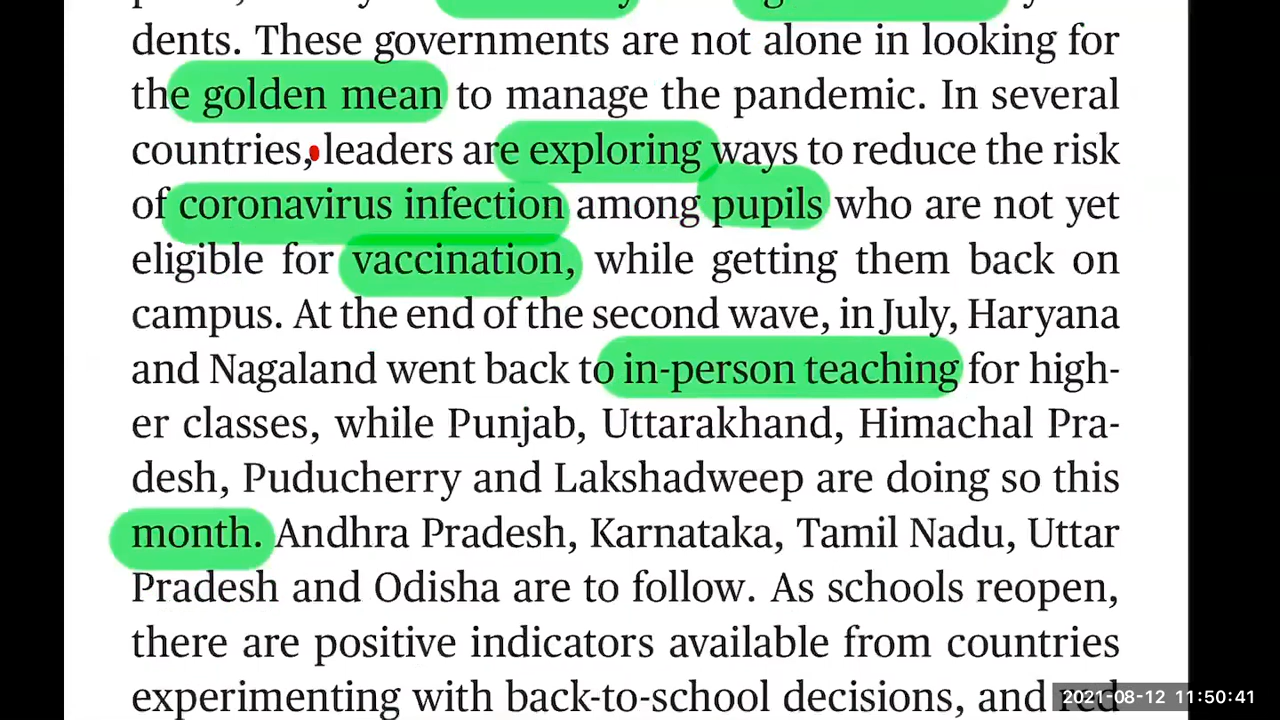 dents. These governments are not alone in looking for
the golden mean to manage the pandemic. In several
countries, leaders are exploring ways to reduce the risk
of coronavirus infection among pupils who are not yet
eligible for vaccination, while getting them back on
campus. At the end of the second wave, in July, Haryana
and Nagaland went back to in-person teaching for high-
er classes, while Punjab, Uttarakhand, Himachal Pra-
desh, Puducherry and Lakshadweep are doing so this
month. Andhra Pradesh, Karnataka, Tamil Nadu, Uttar
Pradesh and Odisha are to follow. As schools reopen,
there are positive indicators available from countries
experimenting with back-to-school decisions, and red
2021-08-12 11:50:41